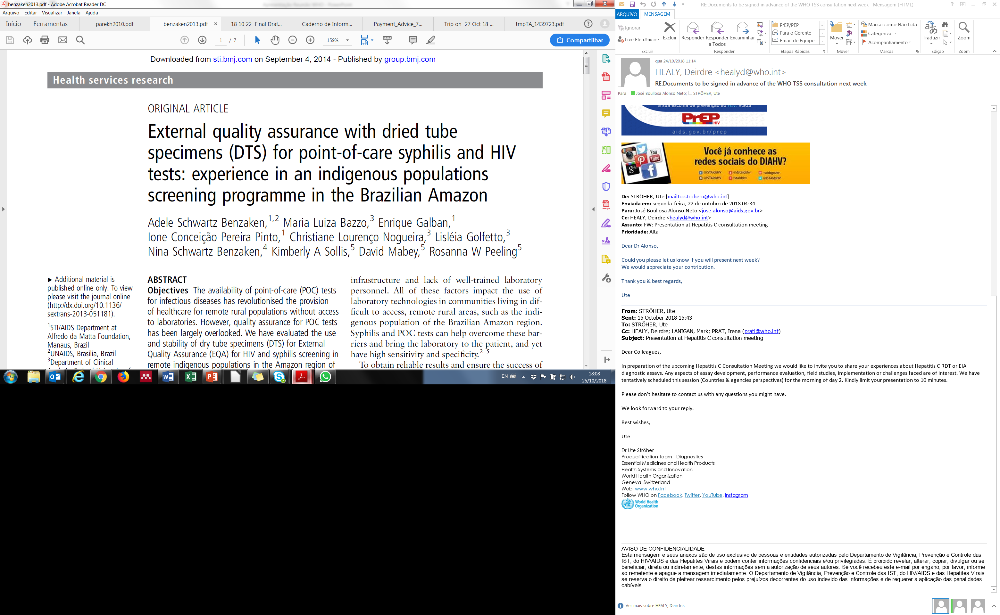 benzaken2013.pdf - Adobe Acrobat Reader DC
Arquivo Editar Visualizar Janela Ajuda
Início Ferramentas parekh2010.pdf benzaken2013.pdf × 18 10 22 Final Draf... Caderno de Inform... Payment_Advice_7... Trip on 27 Oct 18 ... tmpTA_1439723.pdf
1 / 7 159% Compartilhar
Downloaded from sti.bmj.com on September 4, 2014 - Published by group.bmj.com
Health services research
ORIGINAL ARTICLE
External quality assurance with dried tube
specimens (DTS) for point-of-care syphilis and HIV
tests: experience in an indigenous populations
screening programme in the Brazilian Amazon
Adele Schwartz Benzaken,1,2 Maria Luiza Bazzo,3 Enrique Galban,1
Ione Conceição Pereira Pinto,1 Christiane Lourenço Nogueira,3 Lisléia Golfetto,3
Nina Schwartz Benzaken,4 Kimberly A Sollis,5 David Mabey,5 Rosanna W Peeling5
▶ Additional material is
published online only. To view
please visit the journal online
(http://dx.doi.org/10.1136/
sextrans-2013-051181).
1STI/AIDS Department at
Alfredo da Matta Foundation,
Manaus, Brazil
2UNAIDS, Brasilia, Brazil
3Department of Clinical
ABSTRACT
Objectives The availability of point-of-care (POC) tests
for infectious diseases has revolutionised the provision
of healthcare for remote rural populations without access
to laboratories. However, quality assurance for POC tests
has been largely overlooked. We have evaluated the use
and stability of dry tube specimens (DTS) for External
Quality Assurance (EQA) for HIV and syphilis screening in
remote indigenous populations in the Amazon region of
infrastructure and lack of well-trained laboratory
personnel. All of these factors impact the use of
laboratory technologies in communities living in dif-
ficult to access, remote rural areas, such as the indi-
genous population of the Brazilian Amazon region.
Syphilis and POC tests can help overcome these bar-
riers and bring the laboratory to the patient, and yet
have high sensitivity and specificity.2–5
To obtain reliable results and ensure the success of
EN
18:08
25/10/2018
RE:Documents to be signed in advance of the WHO TSS consultation next week - Mensagem (HTML)
ARQUIVO MENSAGEM
Ignorar
Lixo Eletrônico
Excluir
Responder
Responder a Todos
Encaminhar
PrEP/PEP
Para o Gerente
Email de Equipe
Mover
Marcar como Não Lida
Categorizar
Acompanhamento
Traduzir
Zoom
Excluir Responder Etapas Rápidas Mover Marcas Edição Zoom
qua 24/10/2018 11:14
HEALY, Deirdre <healyd@who.int>
RE:Documents to be signed in advance of the WHO TSS consultation next week
Para José Boullosa Alonso Neto; STRÖHER, Ute
a sua escolha de prevenção ao HIV. #SUS
PrEP HIV
aids.gov.br/prep
You Tube
g+
Você já conhece as
redes sociais do DIAHV?
@ISTAidsHV @dstaidshv +aidsgovbr
@ISTAidsHV istaidshv @ISTAidsHV
De: STRÖHER, Ute [mailto:stroheru@who.int]
Enviada em: segunda-feira, 22 de outubro de 2018 04:34
Para: José Boullosa Alonso Neto <jose.alonso@aids.gov.br>
Cc: HEALY, Deirdre <healyd@who.int>
Assunto: FW: Presentation at Hepatitis C consultation meeting
Prioridade: Alta
Dear Dr Alonso,
Could you please let us know if you will present next week?
We would appreciate your contribution.
Thank you & best regards,
Ute
From: STRÖHER, Ute
Sent: 15 October 2018 15:43
To: STRÖHER, Ute
Cc: HEALY, Deirdre; LANIGAN, Mark; PRAT, Irena (prati@who.int)
Subject: Presentation at Hepatitis C consultation meeting
Dear Colleagues,
In preparation of the upcoming Hepatitis C Consultation Meeting we would like to invite you to share your experiences about Hepatitis C RDT or EIA
diagnostic assays. Any aspects of assay development, performance evaluation, field studies, implementation or challenges faced are of interest. We have
tentatively scheduled this session (Countries & agencies perspectives) for the morning of day 2. Kindly limit your presentation to 10 minutes.
Please don't hesitate to contact us with any questions you might have.
We look forward to your reply.
Best wishes,
Ute
Dr Ute Ströher
Prequalification Team - Diagnostics
Essential Medicines and Health Products
Health Systems and Innovation
World Health Organization
Geneva, Switzerland
Web: www.who.int
Follow WHO on Facebook, Twitter, YouTube, Instagram
World Health
Organization
AVISO DE CONFIDENCIALIDADE
Esta mensagem e seus anexos são de uso exclusivo de pessoas e entidades autorizadas pelo Departamento de Vigilância, Prevenção e Controle das
IST, do HIV/AIDS e das Hepatites Virais e podem conter informações confidenciais e/ou privilegiadas. É proibido revelar, alterar, copiar, divulgar ou se
beneficiar, direta ou indiretamente, destas informações sem a autorização de seus autores. Se você recebeu este e-mail por engano, por favor, informe
ao remetente e apague a mensagem imediatamente. O Departamento de Vigilância, Prevenção e Controle das IST, do HIV/AIDS e das Hepatites Virais
se reserva o direito de pleitear ressarcimento pelos prejuízos decorrentes do uso indevido das informações e de requerer a aplicação das penalidades
cabíveis.
Ver mais sobre HEALY, Deirdre.